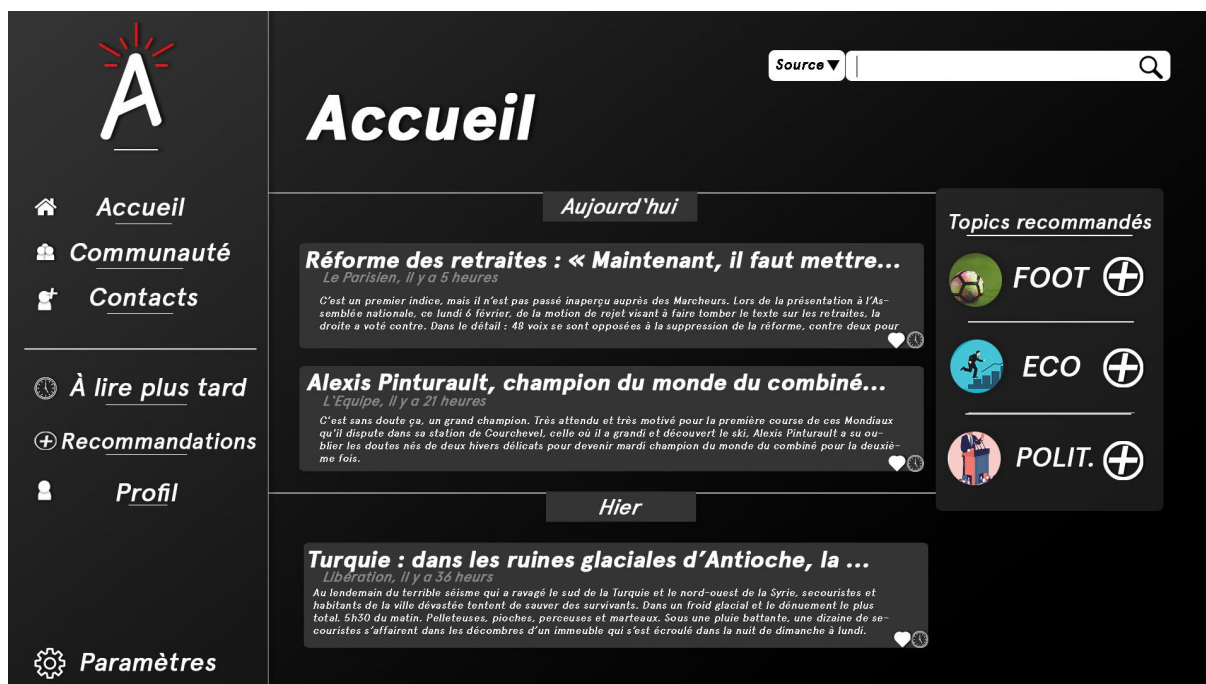 A
Source▼
Accueil
Accueil
Communauté
Contacts
À lire plus tard
Recommandations
Profil
Paramètres
Aujourd'hui
Réforme des retraites : « Maintenant, il faut mettre...
Le Parisien, il y a 5 heures
C'est un premier indice, mais il n'est pas passé inaperçu auprès des Marcheurs. Lors de la présentation à l'As-
semblée nationale, ce lundi 6 février, de la motion de rejet visant à faire tomber le texte sur les retraites, la
droite a voté contre. Dans le détail : 48 voix se sont opposées à la suppression de la réforme, contre deux pour
Alexis Pinturault, champion du monde du combiné...
L'Equipe, il y a 21 heures
C'est sans doute ça, un grand champion. Très attendu et très motivé pour la première course de ces Mondiaux
qu'il dispute dans sa station de Courchevel, celle où il a grandi et découvert le ski, Alexis Pinturault a su ou-
blier les doutes nés de deux hivers délicats pour devenir mardi champion du monde du combiné pour la deuxiè-
me fois.
Hier
Turquie : dans les ruines glaciales d'Antioche, la ...
Libération, il y a 36 heurs
Au lendemain du terrible séisme qui a ravagé le sud de la Turquie et le nord-ouest de la Syrie, secouristes et
habitants de la ville dévastée tentent de sauver des survivants. Dans un froid glacial et le dénuement le plus
total. 5h30 du matin. Pelleteuses, pioches, perceuses et marteaux. Sous une pluie battante, une dizaine de se-
couristes s'affairent dans les décombres d'un immeuble qui s'est écroulé dans la nuit de dimanche à lundi.
Topics recommandés
FOOT
ECO
POLIT.